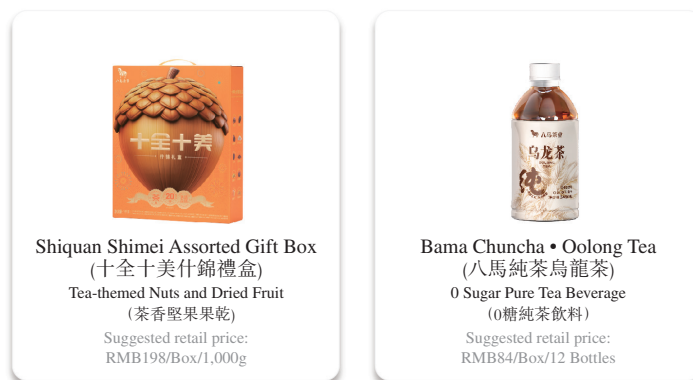 十全十美
什锦礼盒
八马茶业
乌龙茶
纯
Shiquan Shimei Assorted Gift Box
(十全十美什錦禮盒)
Tea-themed Nuts and Dried Fruit
(茶香堅果果乾)
Suggested retail price:
RMB198/Box/1,000g
Bama Chuncha • Oolong Tea
(八馬純茶烏龍茶)
0 Sugar Pure Tea Beverage
(0糖純茶飲料)
Suggested retail price:
RMB84/Box/12 Bottles